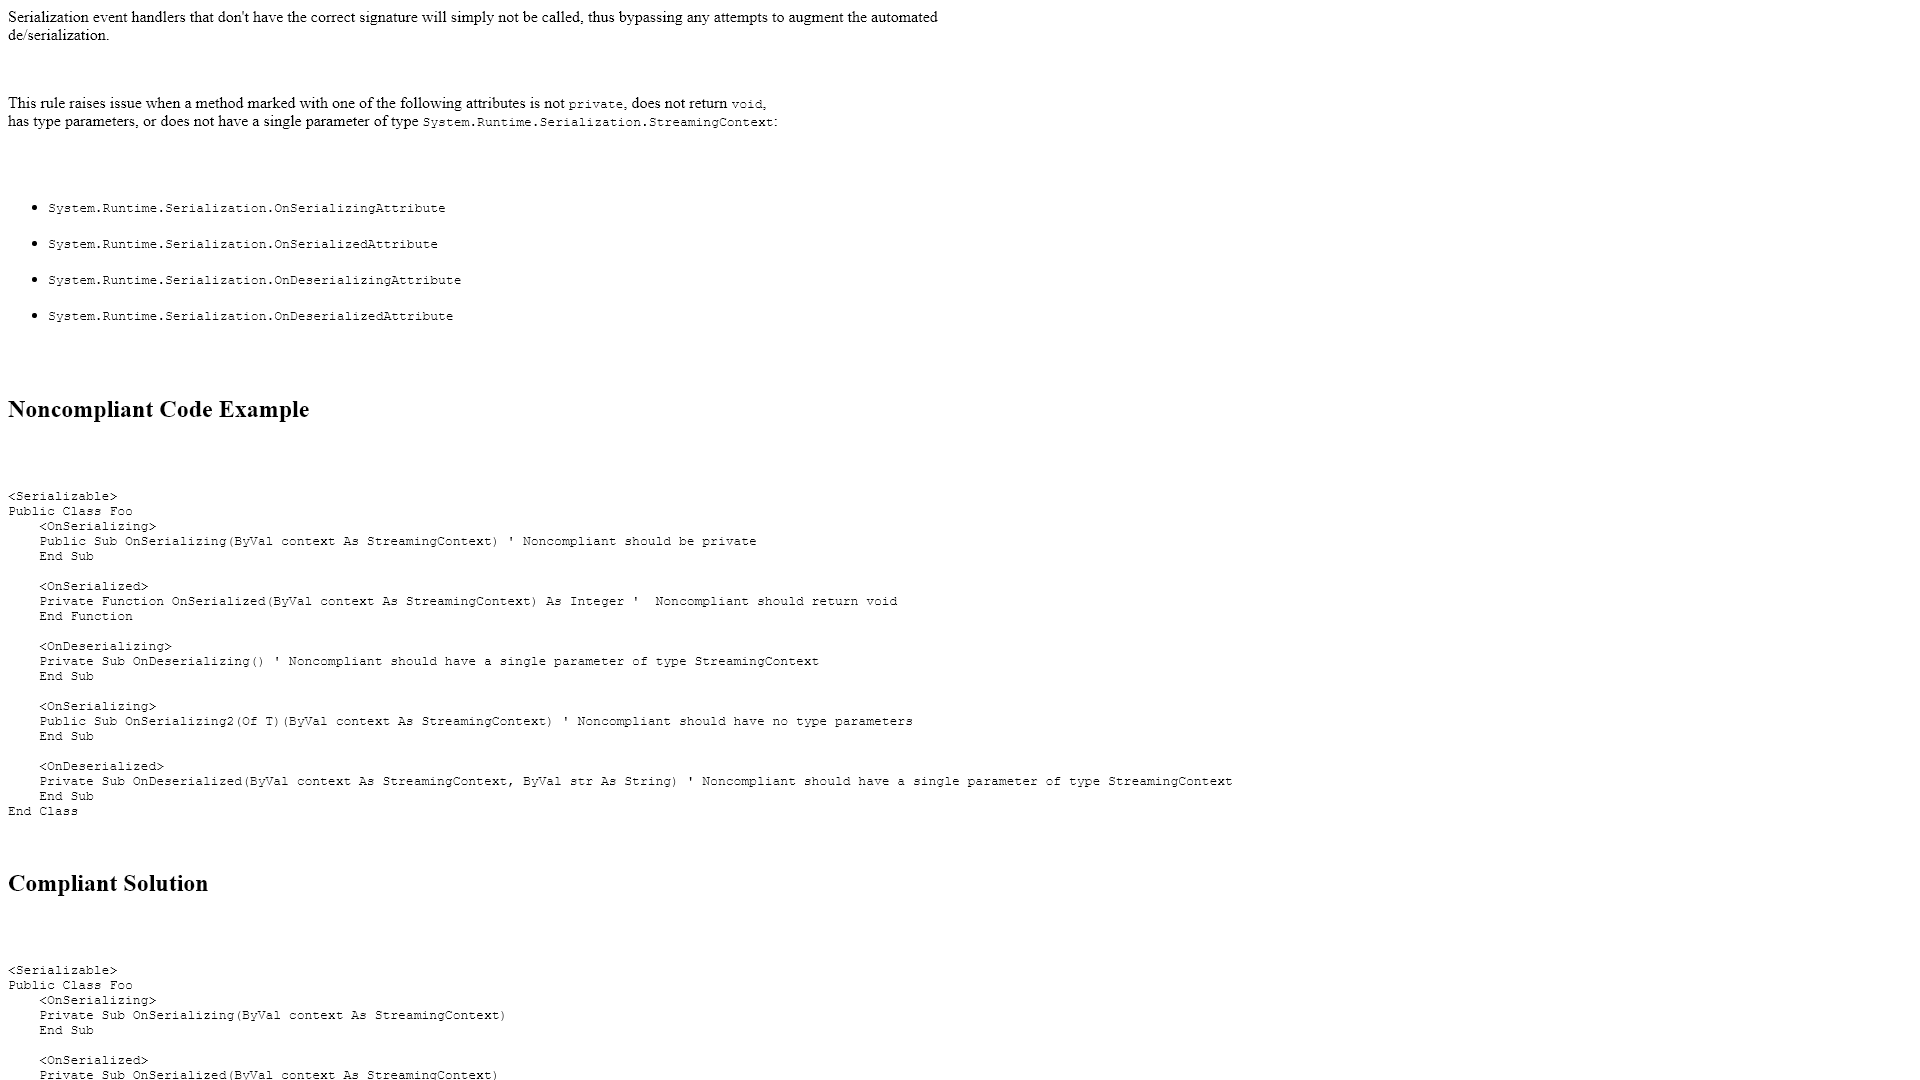 Serialization event handlers that don't have the correct signature will simply not be called, thus bypassing any attempts to augment the automated
de/serialization.
This rule raises issue when a method marked with one of the following attributes is not private, does not return void,
has type parameters, or does not have a single parameter of type System.Runtime.Serialization.StreamingContext:
• System.Runtime.Serialization.OnSerializingAttribute
• System.Runtime.Serialization.OnSerializedAttribute
• System.Runtime.Serialization.OnDeserializingAttribute
• System.Runtime.Serialization.OnDeserializedAttribute
Noncompliant Code Example
<Serializable>
Public Class Foo
    <OnSerializing>
    Public Sub OnSerializing(ByVal context As StreamingContext) ' Noncompliant should be private
    End Sub
    <OnSerialized>
    Private Function OnSerialized(ByVal context As StreamingContext) As Integer '  Noncompliant should return void
    End Function
    <OnDeserializing>
    Private Sub OnDeserializing() ' Noncompliant should have a single parameter of type StreamingContext
    End Sub
    <OnSerializing>
    Public Sub OnSerializing2(Of T)(ByVal context As StreamingContext) ' Noncompliant should have no type parameters
    End Sub
    <OnDeserialized>
    Private Sub OnDeserialized(ByVal context As StreamingContext, ByVal str As String) ' Noncompliant should have a single parameter of type StreamingContext
    End Sub
End Class
Compliant Solution
<Serializable>
Public Class Foo
    <OnSerializing>
    Private Sub OnSerializing(ByVal context As StreamingContext)
    End Sub
    <OnSerialized>
    Private Sub OnSerialized(ByVal context As StreamingContext)